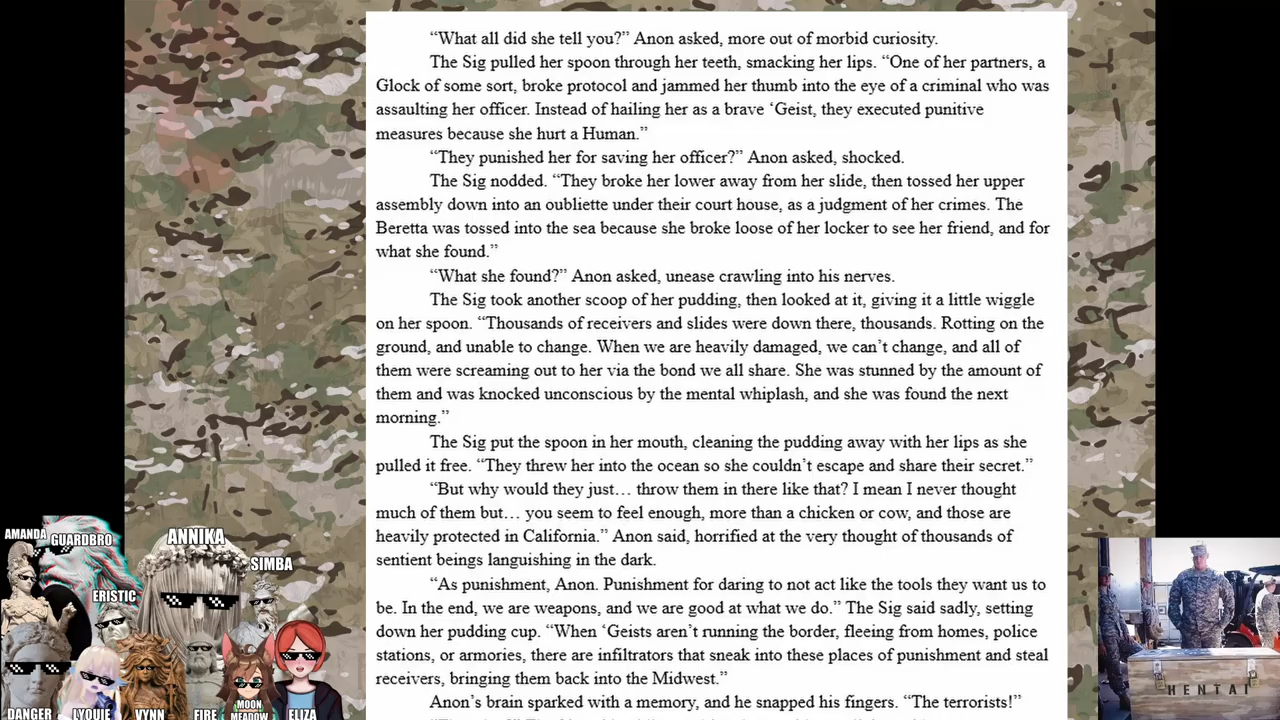 “What all did she tell you?” Anon asked, more out of morbid curiosity.
The Sig pulled her spoon through her teeth, smacking her lips. “One of her partners, a
Glock of some sort, broke protocol and jammed her thumb into the eye of a criminal who was
assaulting her officer. Instead of hailing her as a brave ‘Geist, they executed punitive
measures because she hurt a Human.”
“They punished her for saving her officer?” Anon asked, shocked.
The Sig nodded. “They broke her lower away from her slide, then tossed her upper
assembly down into an oubliette under their court house, as a judgment of her crimes. The
Beretta was tossed into the sea because she broke loose of her locker to see her friend, and for
what she found.”
“What she found?” Anon asked, unease crawling into his nerves.
The Sig took another scoop of her pudding, then looked at it, giving it a little wiggle
on her spoon. “Thousands of receivers and slides were down there, thousands. Rotting on the
ground, and unable to change. When we are heavily damaged, we can’t change, and all of
them were screaming out to her via the bond we all share. She was stunned by the amount of
them and was knocked unconscious by the mental whiplash, and she was found the next
morning.”
The Sig put the spoon in her mouth, cleaning the pudding away with her lips as she
pulled it free. “They threw her into the ocean so she couldn’t escape and share their secret.”
“But why would they just… throw them in there like that? I mean I never thought
much of them but… you seem to feel enough, more than a chicken or cow, and those are
heavily protected in California.” Anon said, horrified at the very thought of thousands of
sentient beings languishing in the dark.
“As punishment, Anon. Punishment for daring to not act like the tools they want us to
be. In the end, we are weapons, and we are good at what we do.” The Sig said sadly, setting
down her pudding cup. “When ‘Geists aren’t running the border, fleeing from homes, police
stations, or armories, there are infiltrators that sneak into these places of punishment and steal
receivers, bringing them back into the Midwest.”
Anon’s brain sparked with a memory, and he snapped his fingers. “The terrorists!”
AMANDA
GUARDBRO
ANNIKA
SIMBA
ERISTIC
DANGER
LYQUIE
VYNN
FIRE
MOON
MEADOW
ELIZA
HENTAI